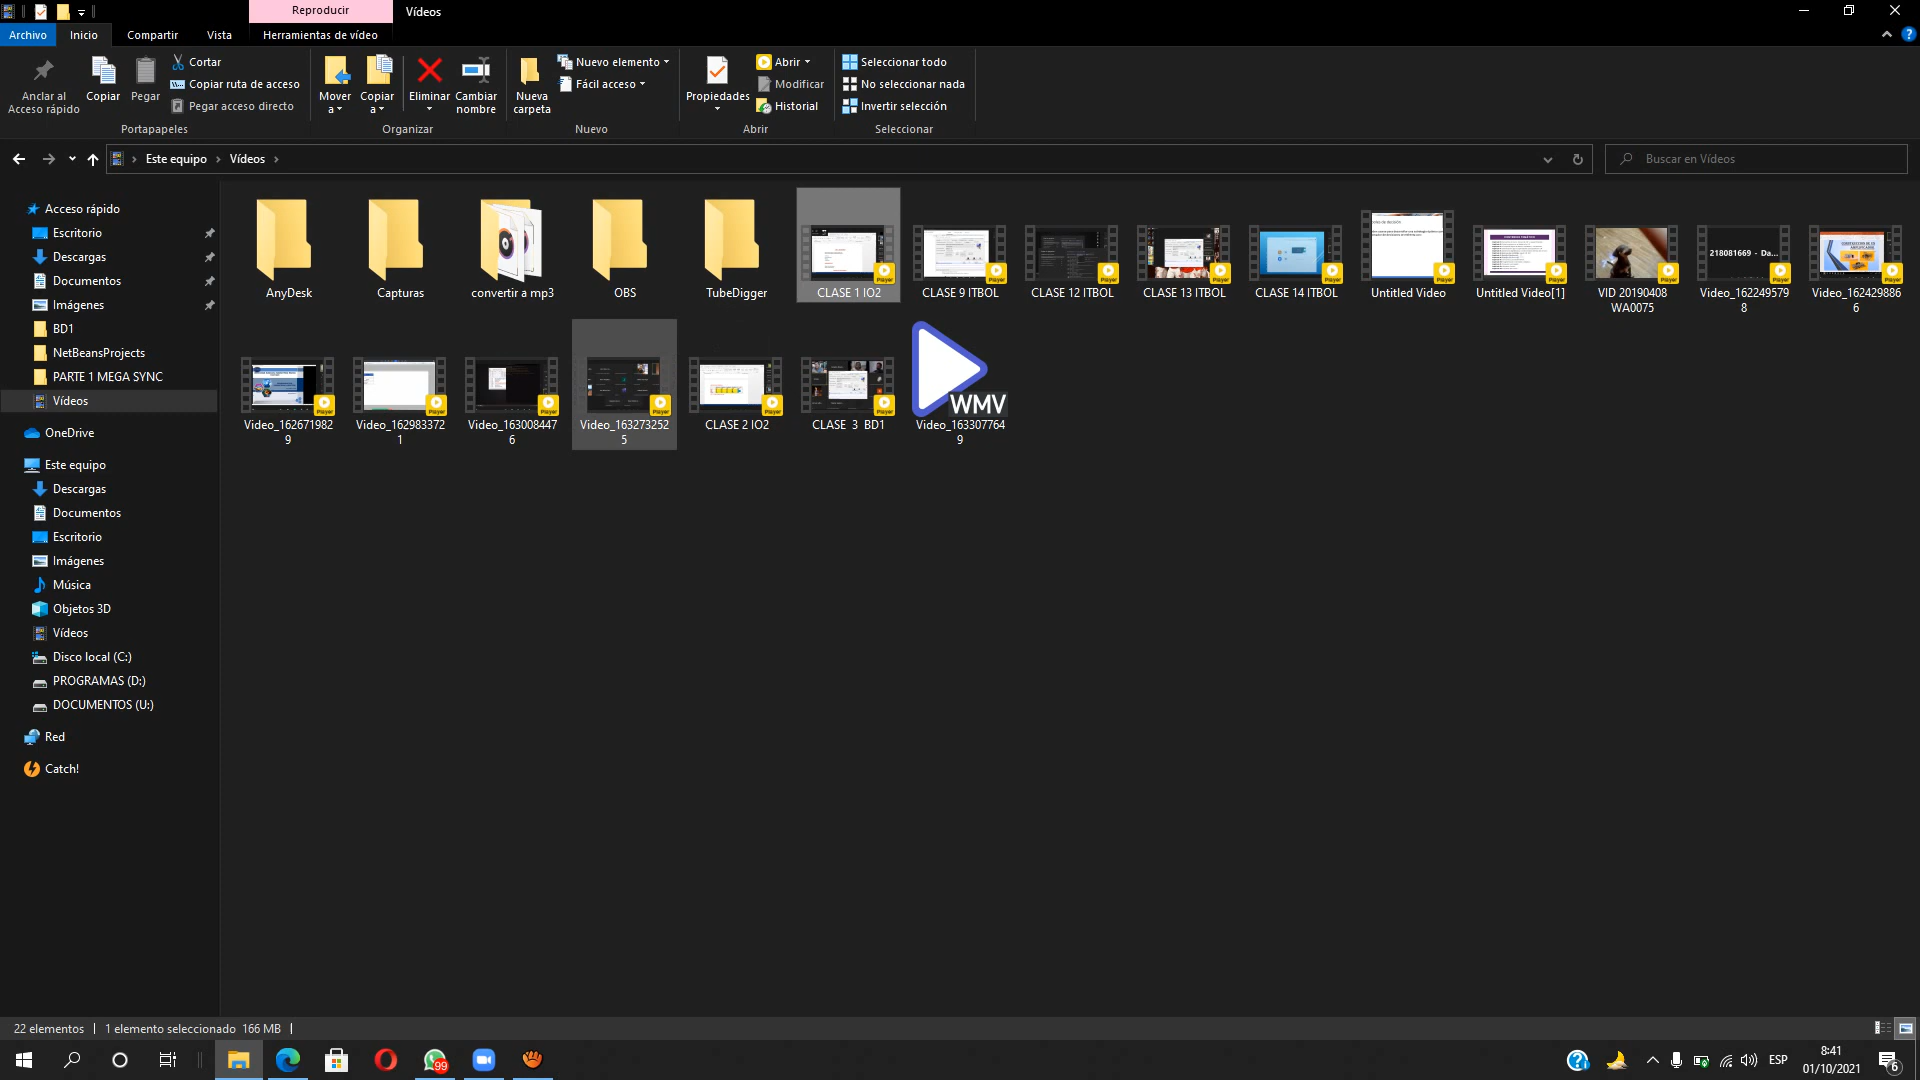 Reproducir
Vídeos
Archivo
Inicio
Compartir
Vista
Herramientas de vídeo
Anclar al
Acceso rápido
Copiar
Pegar
Cortar
Copiar ruta de acceso
Pegar acceso directo
Portapapeles
Mover
a
Copiar
a
Eliminar
Cambiar
nombre
Organizar
Nueva
carpeta
Nuevo elemento
Fácil acceso
Nuevo
Propiedades
Abrir
Modificar
Historial
Abrir
Seleccionar todo
No seleccionar nada
Invertir selección
Seleccionar
Este equipo
Vídeos
Buscar en Vídeos
Acceso rápido
Escritorio
Descargas
Documentos
Imágenes
BD1
NetBeansProjects
PARTE 1 MEGA SYNC
Vídeos
OneDrive
Este equipo
Descargas
Documentos
Escritorio
Imágenes
Música
Objetos 3D
Vídeos
Disco local (C:)
PROGRAMAS (D:)
DOCUMENTOS (U:)
Red
Catch!
AnyDesk
Capturas
convertir a mp3
OBS
TubeDigger
CLASE 1 IO2
CLASE 9 ITBOL
CLASE 12 ITBOL
CLASE 13 ITBOL
CLASE 14 ITBOL
Untitled Video
Untitled Video[1]
VID 20190408
WA0075
218081669 - Da...
Video_162249579
8
Video_162429886
6
Video_162671982
9
Video_162983372
1
Video_163008447
6
Video_163273252
5
CLASE 2 IO2
CLASE 3 BD1
WMV
Video_163307764
9
22 elementos
1 elemento seleccionado 166 MB
99
ESP
8:41
01/10/2021
6